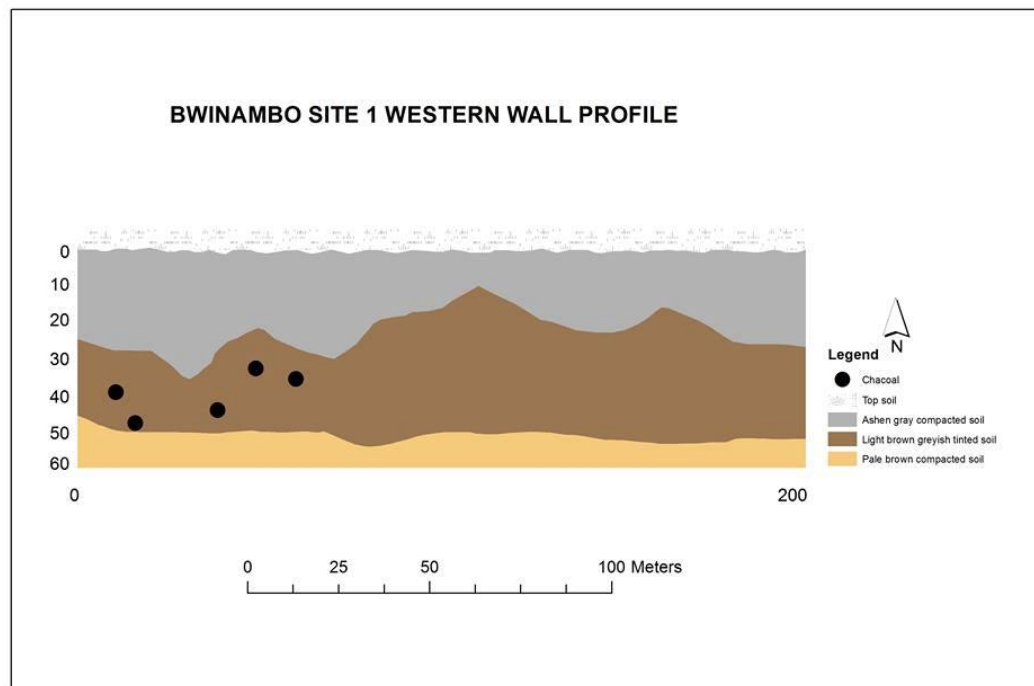 BWINAMBO SITE 1 WESTERN WALL PROFILE
0
10
20
30
40
50
60
0 200
N
Legend
Chacoal
Top soil
Ashen gray compacted soil
Light brown greyish tinted soil
Pale brown compacted soil
0 25 50 100 Meters